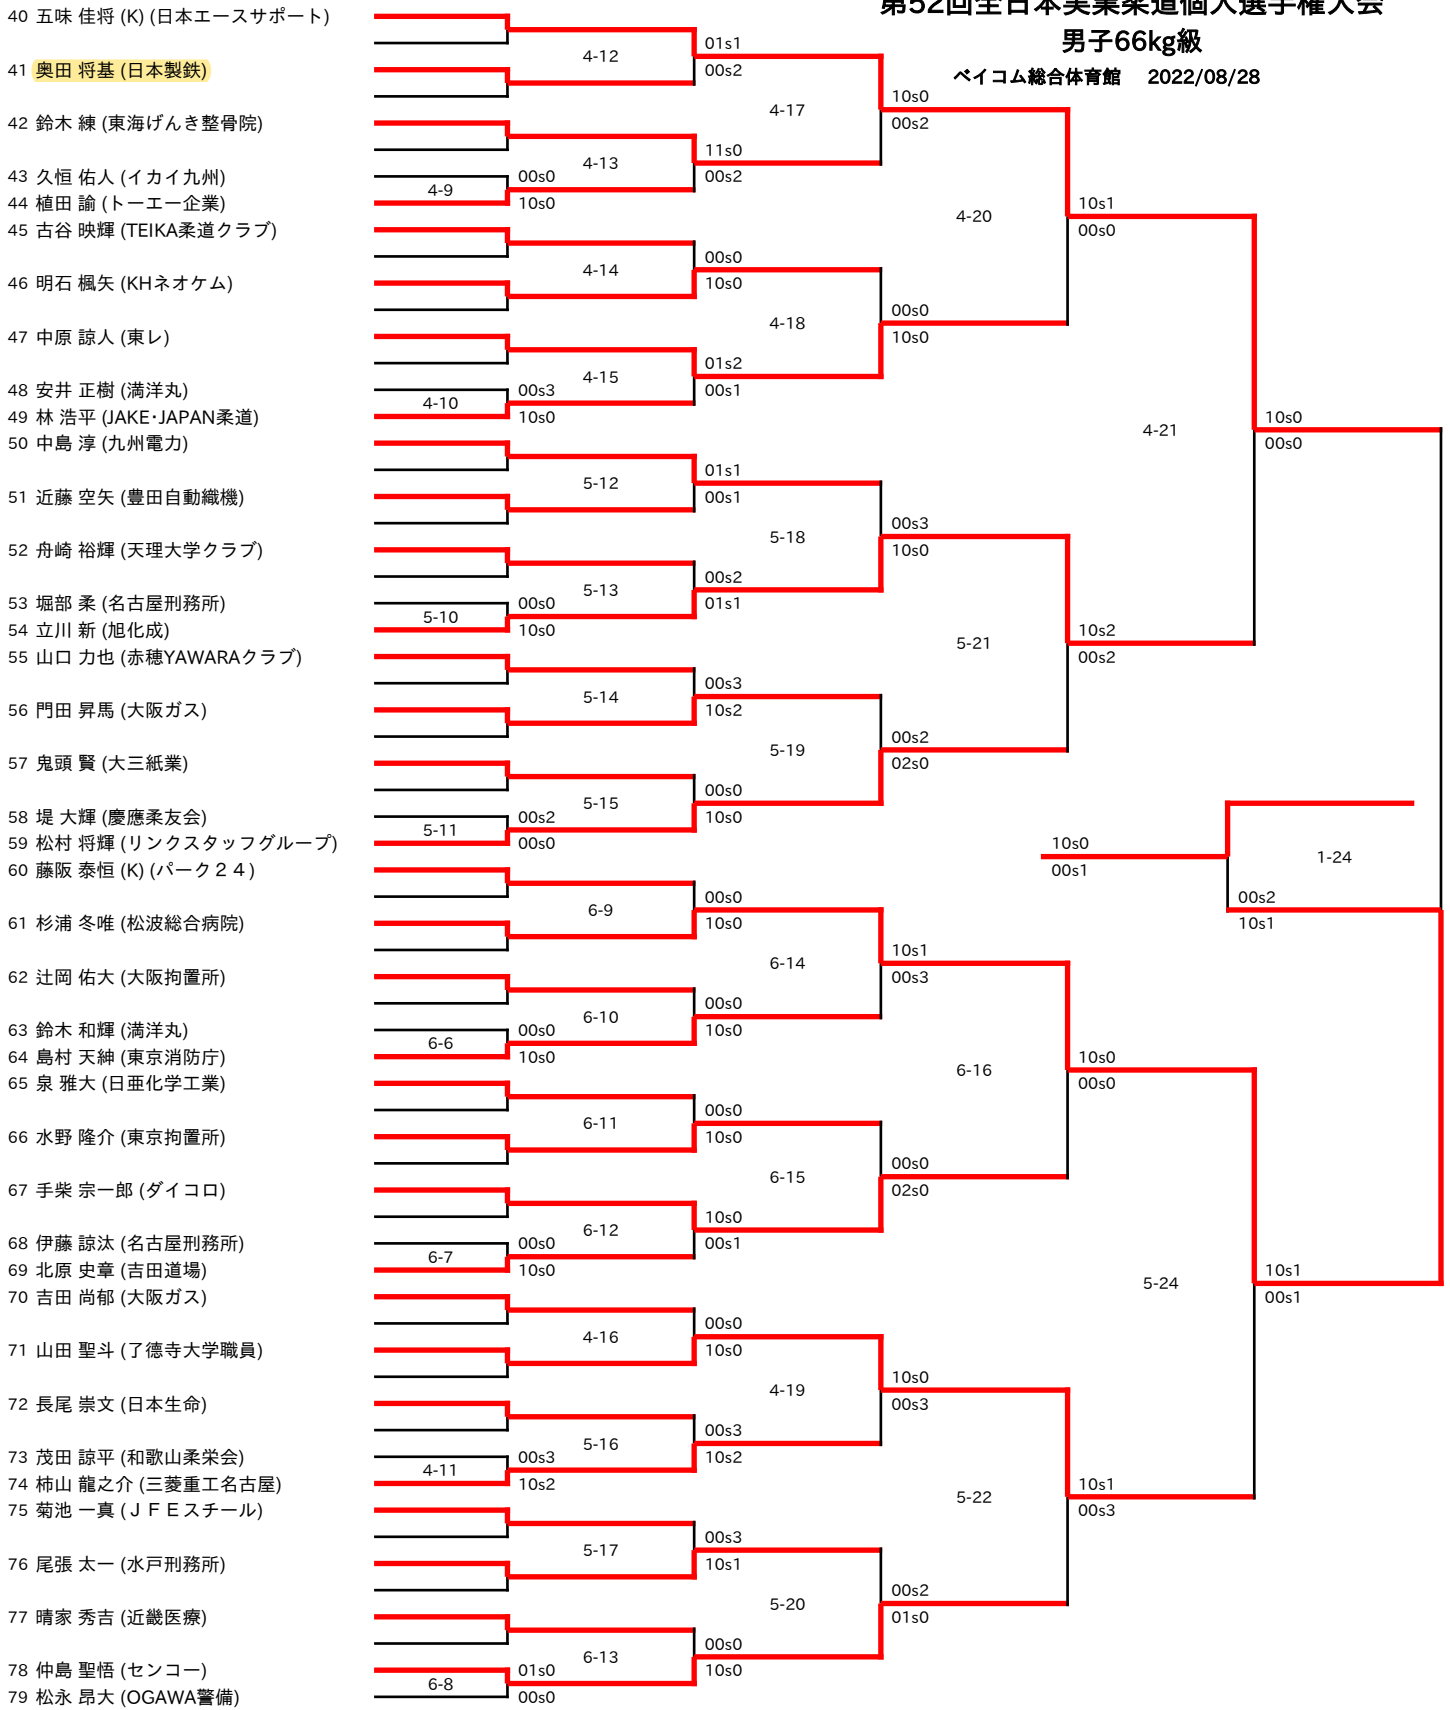 第52回全日本実業柔道個人選手権大会
男子66kg級
ベイコム総合体育館 2022/08/28
40 五味 佳将 (K) (日本エースサポート)
41 奥田 将基 (日本製鉄)
42 鈴木 練 (東海げんき整骨院)
43 久恒 佑人 (イカイ九州)
44 植田 諭 (トーエー企業)
45 古谷 映輝 (TEIKA柔道クラブ)
46 明石 楓矢 (KHネオケム)
47 中原 諒人 (東レ)
48 安井 正樹 (満洋丸)
49 林 浩平 (JAKE･JAPAN柔道)
50 中島 淳 (九州電力)
51 近藤 空矢 (豊田自動織機)
52 舟崎 裕輝 (天理大学クラブ)
53 堀部 柔 (名古屋刑務所)
54 立川 新 (旭化成)
55 山口 力也 (赤穂YAWARAクラブ)
56 門田 昇馬 (大阪ガス)
57 鬼頭 賢 (大三紙業)
58 堤 大輝 (慶應柔友会)
59 松村 将輝 (リンクスタッフグループ)
60 藤阪 泰恒 (K) (パーク２４)
61 杉浦 冬唯 (松波総合病院)
62 辻岡 佑大 (大阪拘置所)
63 鈴木 和輝 (満洋丸)
64 島村 天紳 (東京消防庁)
65 泉 雅大 (日亜化学工業)
66 水野 隆介 (東京拘置所)
67 手柴 宗一郎 (ダイコロ)
68 伊藤 諒汰 (名古屋刑務所)
69 北原 史章 (吉田道場)
70 吉田 尚郁 (大阪ガス)
71 山田 聖斗 (了德寺大学職員)
72 長尾 崇文 (日本生命)
73 茂田 諒平 (和歌山柔栄会)
74 柿山 龍之介 (三菱重工名古屋)
75 菊池 一真 (ＪＦＥスチール)
76 尾張 太一 (水戸刑務所)
77 晴家 秀吉 (近畿医療)
78 仲島 聖悟 (センコー)
79 松永 昂大 (OGAWA警備)
4-9
00s0
10s0
4-10
00s3
10s0
5-10
00s0
10s0
5-11
00s2
00s0
6-6
00s0
10s0
6-7
00s0
10s0
4-11
00s3
10s2
6-8
01s0
00s0
4-12
01s1
00s2
4-13
11s0
00s2
4-14
00s0
10s0
4-15
01s2
00s1
5-12
01s1
00s1
5-13
00s2
01s1
5-14
00s3
10s2
5-15
00s0
10s0
6-9
00s0
10s0
6-10
00s0
10s0
6-11
00s0
10s0
6-12
10s0
00s1
4-16
00s0
10s0
5-16
00s3
10s2
5-17
00s3
10s1
6-13
00s0
10s0
4-17
10s0
00s2
4-18
00s0
10s0
5-18
00s3
10s0
5-19
00s2
02s0
6-14
10s1
00s3
6-15
00s0
02s0
4-19
10s0
00s3
5-20
00s2
01s0
4-20
10s1
00s0
5-21
10s2
00s2
6-16
10s0
00s0
5-22
10s1
00s3
4-21
10s0
00s0
5-24
10s1
00s1
10s0
00s1
1-24
00s2
10s1